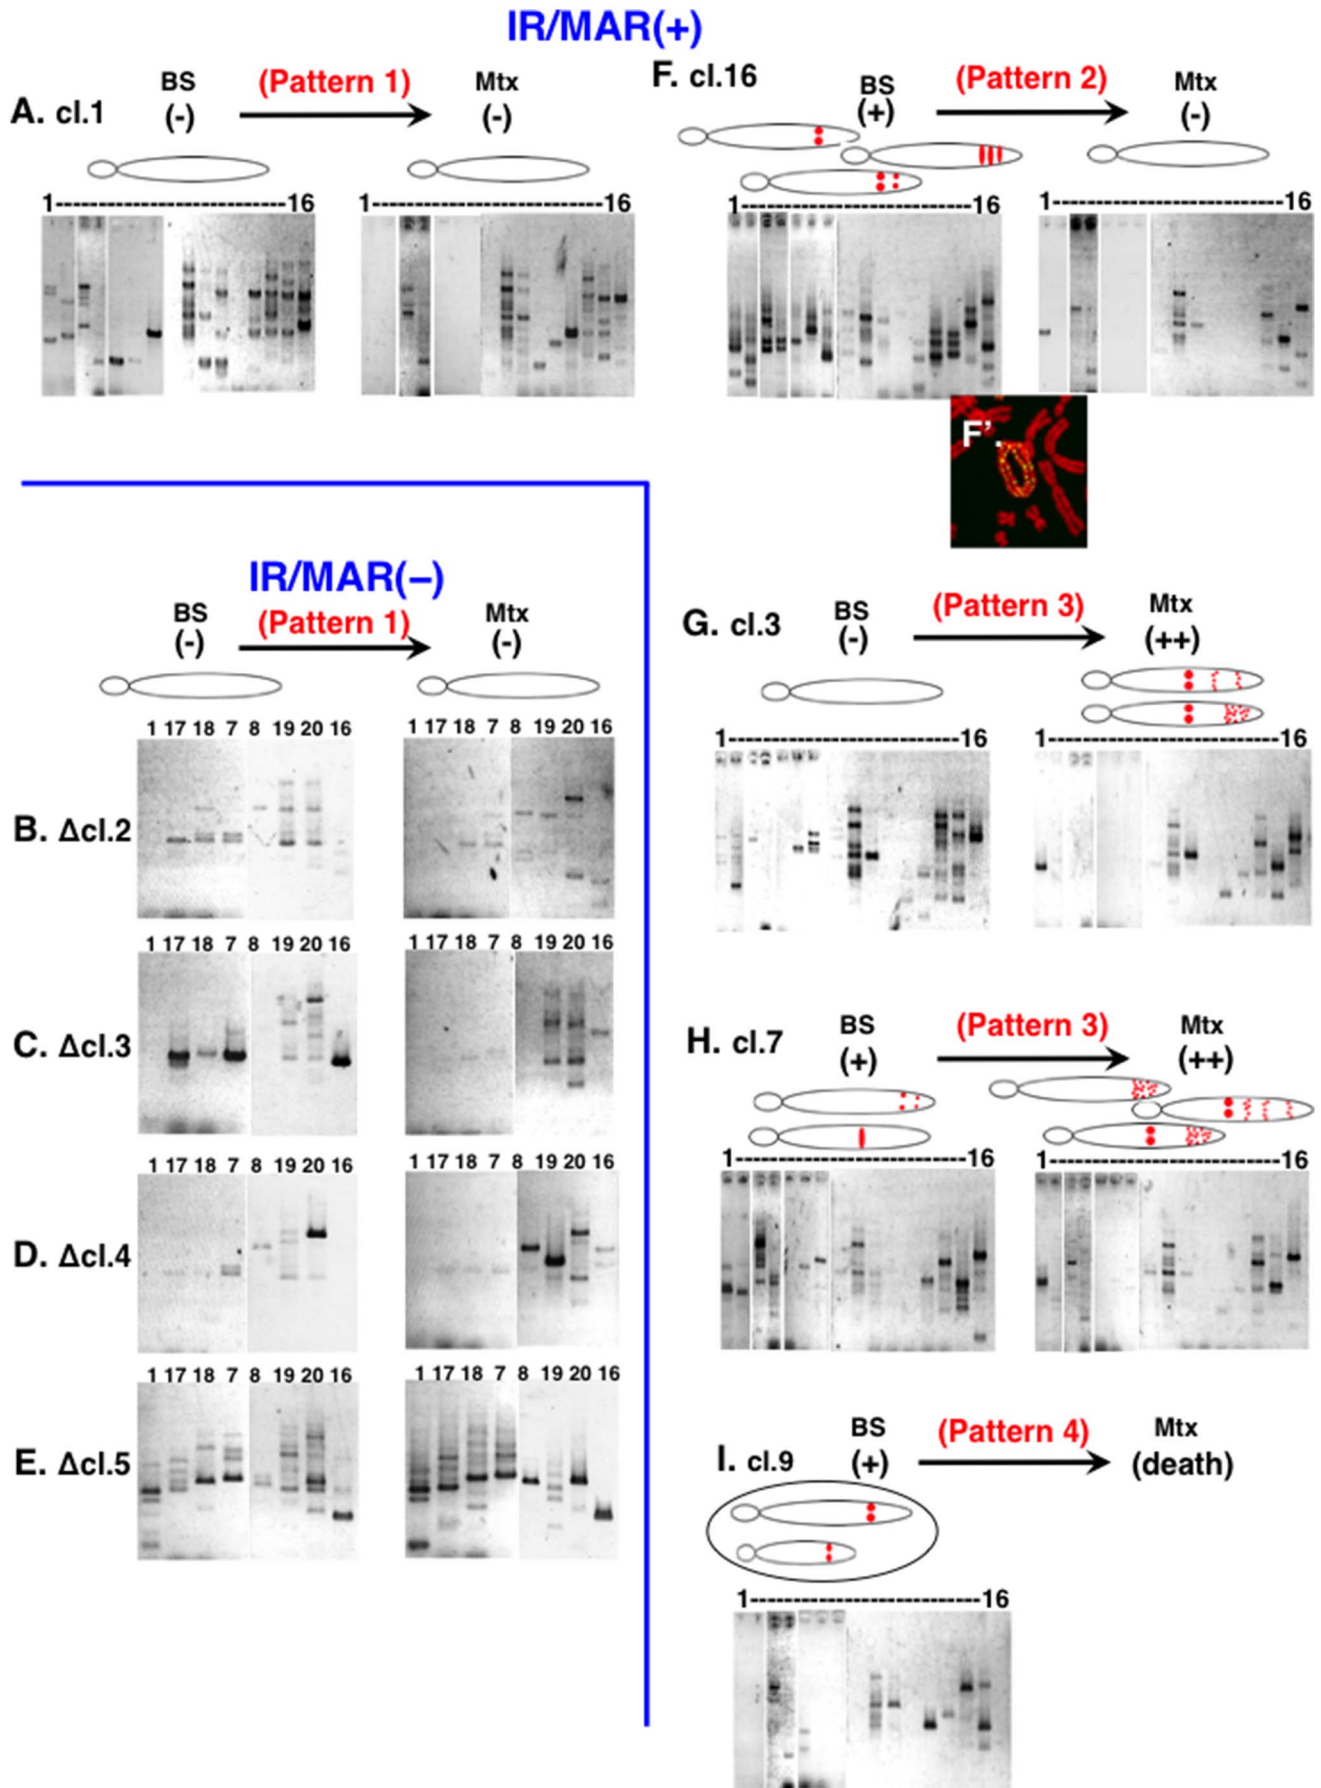 IR/MAR(+)
A. cl.1
BS
(-)
(Pattern 1)
Mtx
(-)
1----------------------------16
1----------------------------16
F. cl.16
BS
(+)
(Pattern 2)
Mtx
(-)
1----------------------------16
1----------------------------16
F'.
IR/MAR(–)
BS
(-)
(Pattern 1)
Mtx
(-)
1 17 18 7 8 19 20 16
1 17 18 7 8 19 20 16
B. Δcl.2
1 17 18 7 8 19 20 16
1 17 18 7 8 19 20 16
C. Δcl.3
1 17 18 7 8 19 20 16
1 17 18 7 8 19 20 16
D. Δcl.4
1 17 18 7 8 19 20 16
1 17 18 7 8 19 20 16
E. Δcl.5
G. cl.3
BS
(-)
(Pattern 3)
Mtx
(++)
1----------------------------16
1----------------------------16
H. cl.7
BS
(+)
(Pattern 3)
Mtx
(++)
1----------------------------16
1----------------------------16
I. cl.9
BS
(+)
(Pattern 4)
Mtx
(death)
1----------------------------16